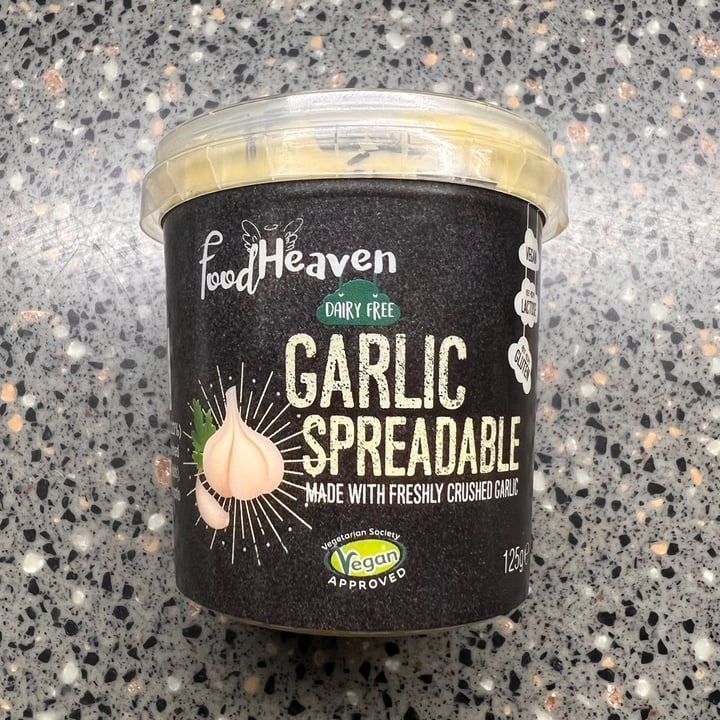 foodHeaven
DAIRY FREE
GARLIC
SPREADABLE
MADE WITH FRESHLY CRUSHED GARLIC
Vegetarian Society
Vegan
APPROVED
125g e
VEGAN
LACTOSE
GLUTEN